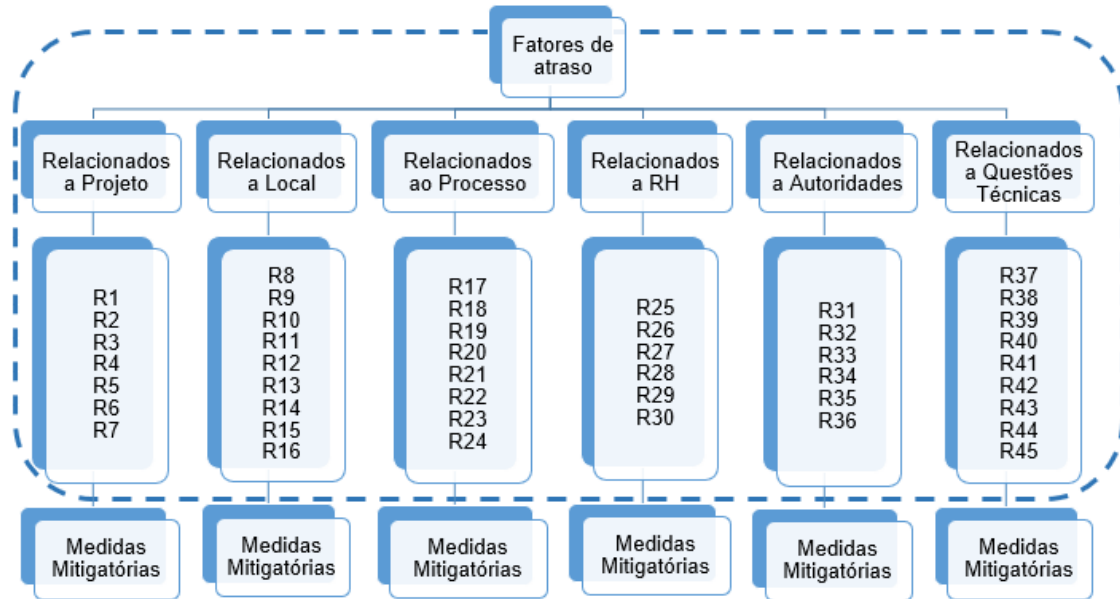 Fatores de
atraso
Relacionados
a Projeto
Relacionados
a Local
Relacionados
ao Processo
Relacionados
a RH
Relacionados
a Autoridades
Relacionados
a Questões
Técnicas
R1
R2
R3
R4
R5
R6
R7
R8
R9
R10
R11
R12
R13
R14
R15
R16
R17
R18
R19
R20
R21
R22
R23
R24
R25
R26
R27
R28
R29
R30
R31
R32
R33
R34
R35
R36
R37
R38
R39
R40
R41
R42
R43
R44
R45
Medidas
Mitigatórias
Medidas
Mitigatórias
Medidas
Mitigatórias
Medidas
Mitigatórias
Medidas
Mitigatórias
Medidas
Mitigatórias